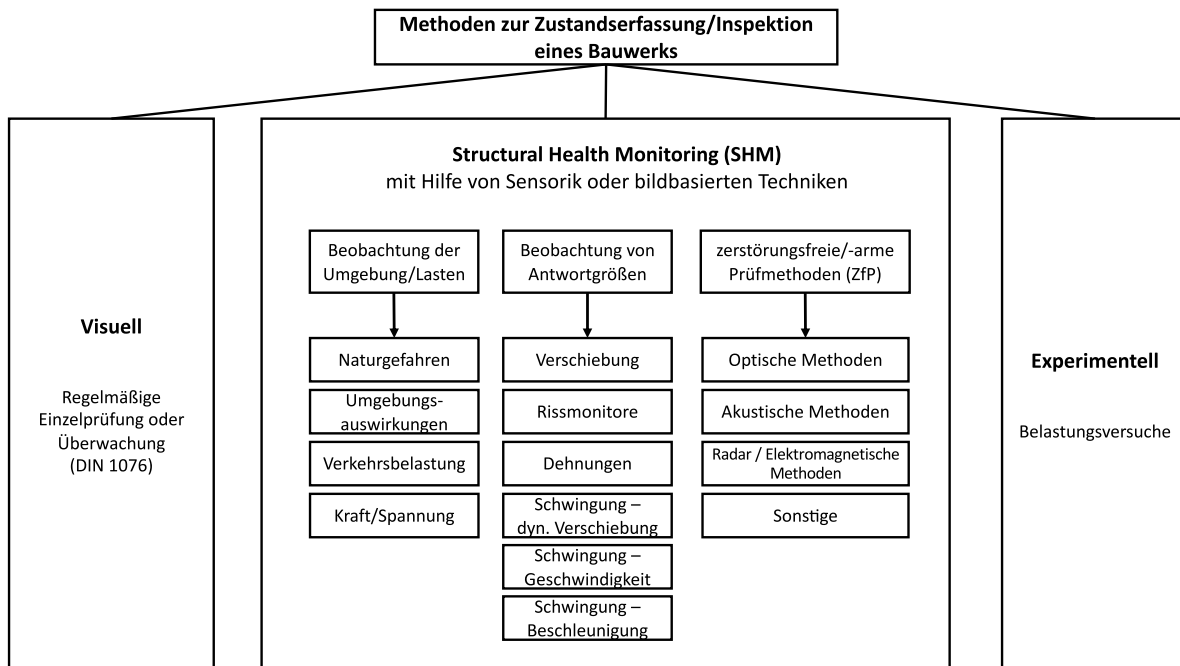 Methoden zur Zustandserfassung/Inspektion
eines Bauwerks
Visuell
Regelmäßige
Einzelprüfung oder
Überwachung
(DIN 1076)
Structural Health Monitoring (SHM)
mit Hilfe von Sensorik oder bildbasierten Techniken
Beobachtung der
Umgebung/Lasten
Naturgefahren
Umgebungs-
auswirkungen
Verkehrsbelastung
Kraft/Spannung
Beobachtung von
Antwortgrößen
Verschiebung
Rissmonitore
Dehnungen
Schwingung –
dyn. Verschiebung
Schwingung –
Geschwindigkeit
Schwingung –
Beschleunigung
zerstörungsfreie/-arme
Prüfmethoden (ZfP)
Optische Methoden
Akustische Methoden
Radar / Elektromagnetische
Methoden
Sonstige
Experimentell
Belastungsversuche